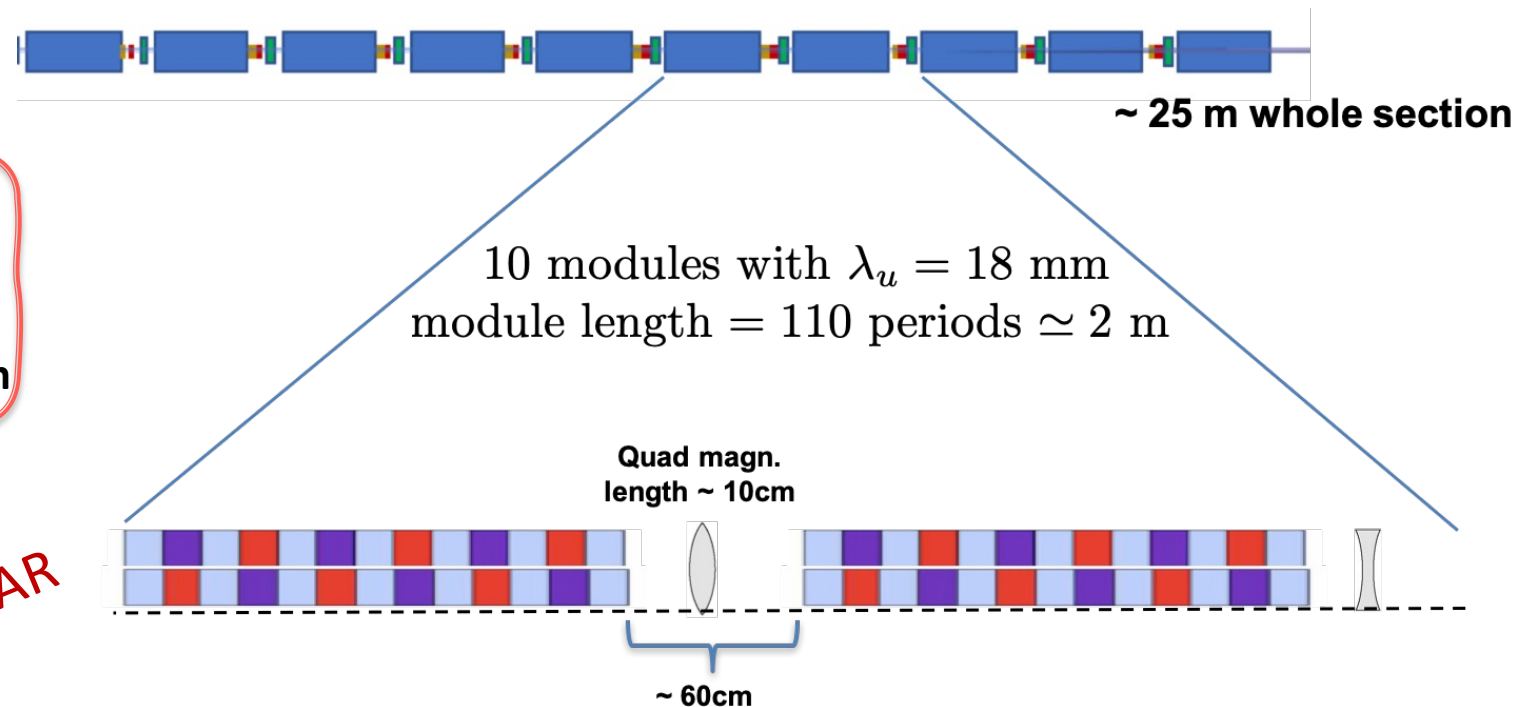 ~ 25 m whole section
10 modules with λᵤ = 18 mm
module length = 110 periods ≃ 2 m
Quad magn.
length ~ 10cm
~ 60cm